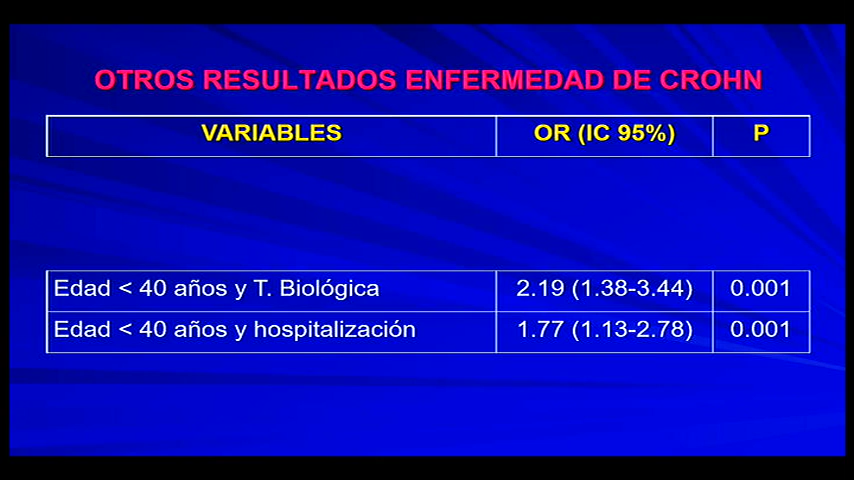 OTROS RESULTADOS ENFERMEDAD DE CROHN
VARIABLES OR (IC 95%) P
Edad < 40 años y T. Biológica 2.19 (1.38-3.44) 0.001
Edad < 40 años y hospitalización 1.77 (1.13-2.78) 0.001